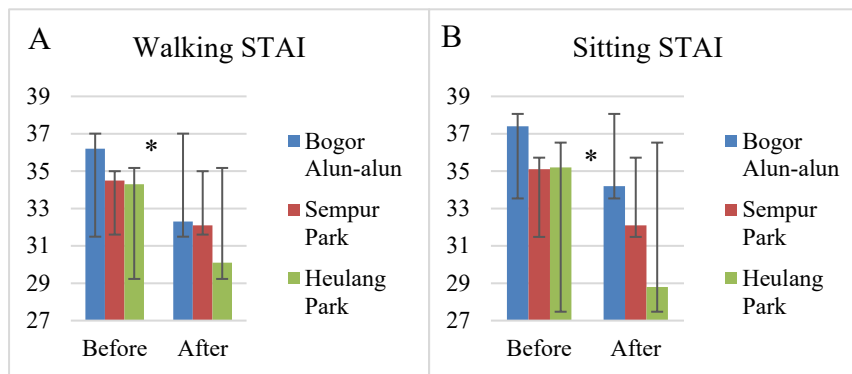 A
Walking STAI
39
37
35
33
31
29
27
*
Before
After
Bogor
Alun-alun
Sempur
Park
Heulang
Park
B
Sitting STAI
39
37
35
33
31
29
27
*
Before
After
Bogor
Alun-alun
Sempur
Park
Heulang
Park